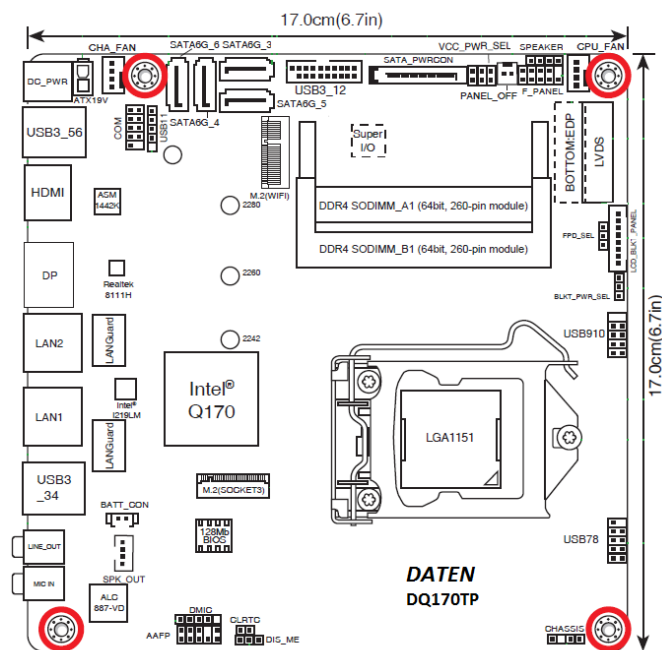 17.0cm(6.7in)
CHA_FAN
SATA6G_6
SATA6G_3
VCC_PWR_SEL
SPEAKER
CPU_FAN
DC_PWR
ATX19V
USB3_12
SATA_PWRCON
PANEL_OFF
F_PANEL
SATA6G_5
SATA6G_4
USB3_56
COM
USB11
Super
I/O
BOTTOM:EDP
LVDS
M.2(WIFI)
HDMI
ASM
1442K
2280
DDR4 SODIMM_A1 (64bit, 260-pin module)
DDR4 SODIMM_B1 (64bit, 260-pin module)
FPD_SEL
LCD_BLKT_PANEL
DP
Realtek
8111H
2260
BLKT_PWR_SEL
17.0cm(6.7in)
LAN2
LANGuard
2242
USB910
Intel®
Q170
LAN1
Intel®
I219LM
LANGuard
LGA1151
USB3
_34
M.2(SOCKET3)
BATT_CON
128Mb
BIOS
USB78
LINE_OUT
SPK_OUT
MIC IN
ALC
887-VD
DATEN
DQ170TP
DMIC
CLRTC
AAFP
DIS_ME
CHASSIS